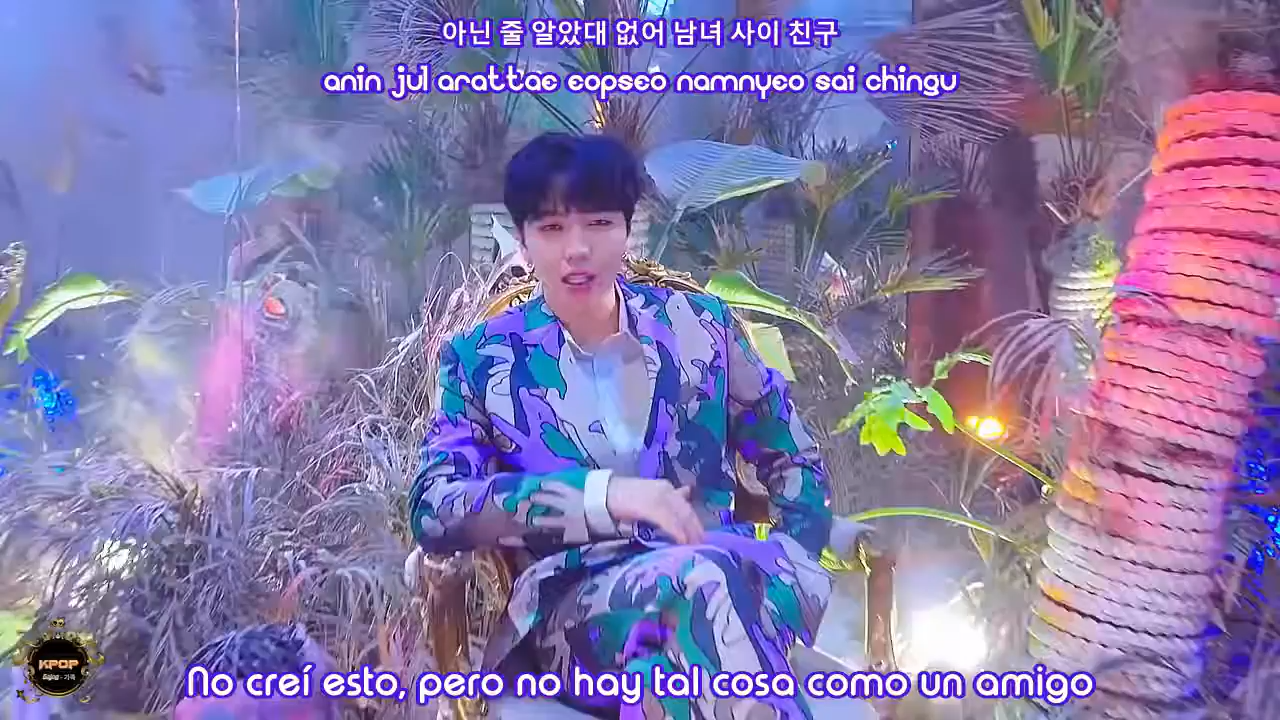 아닌 줄 알았대 없어 남녀 사이 친구
anin jul arattae eopseo namnyeo sai chingu
KPOP
No creí esto, pero no hay tal cosa como un amigo